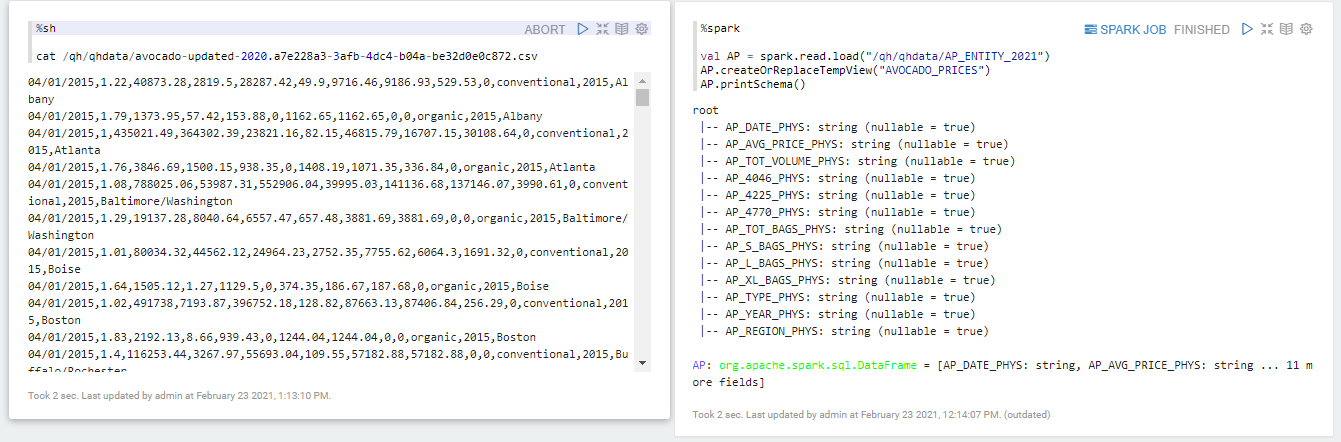 %sh
ABORT
cat /qh/qhdata/avocado-updated-2020.a7e228a3-3afb-4dc4-b04a-be32d0e0c872.csv
04/01/2015,1.22,40873.28,2819.5,28287.42,49.9,9716.46,9186.93,529.53,0,conventional,2015,Al
bany
04/01/2015,1.79,1373.95,57.42,153.88,0,1162.65,1162.65,0,0,organic,2015,Albany
04/01/2015,1,435021.49,364302.39,23821.16,82.15,46815.79,16707.15,30108.64,0,conventional,2
015,Atlanta
04/01/2015,1.76,3846.69,1500.15,938.35,0,1408.19,1071.35,336.84,0,organic,2015,Atlanta
04/01/2015,1.08,788025.06,53987.31,552906.04,39995.03,141136.68,137146.07,3990.61,0,convent
ional,2015,Baltimore/Washington
04/01/2015,1.29,19137.28,8040.64,6557.47,657.48,3881.69,3881.69,0,0,organic,2015,Baltimore/
Washington
04/01/2015,1.01,80034.32,44562.12,24964.23,2752.35,7755.62,6064.3,1691.32,0,conventional,20
15,Boise
04/01/2015,1.64,1505.12,1.27,1129.5,0,374.35,186.67,187.68,0,organic,2015,Boise
04/01/2015,1.02,491738,7193.87,396752.18,128.82,87663.13,87406.84,256.29,0,conventional,201
5,Boston
04/01/2015,1.83,2192.13,8.66,939.43,0,1244.04,1244.04,0,0,organic,2015,Boston
04/01/2015,1.4,116253.44,3267.97,55693.04,109.55,57182.88,57182.88,0,0,conventional,2015,Bu
ffalo/Rochester
Took 2 sec. Last updated by admin at February 23 2021, 1:13:10 PM.
%spark
SPARK JOB FINISHED
val AP = spark.read.load("/qh/qhdata/AP_ENTITY_2021")
AP.createOrReplaceTempView("AVOCADO_PRICES")
AP.printSchema()
root
|-- AP_DATE_PHYS: string (nullable = true)
|-- AP_AVG_PRICE_PHYS: string (nullable = true)
|-- AP_TOT_VOLUME_PHYS: string (nullable = true)
|-- AP_4046_PHYS: string (nullable = true)
|-- AP_4225_PHYS: string (nullable = true)
|-- AP_4770_PHYS: string (nullable = true)
|-- AP_TOT_BAGS_PHYS: string (nullable = true)
|-- AP_S_BAGS_PHYS: string (nullable = true)
|-- AP_L_BAGS_PHYS: string (nullable = true)
|-- AP_XL_BAGS_PHYS: string (nullable = true)
|-- AP_TYPE_PHYS: string (nullable = true)
|-- AP_YEAR_PHYS: string (nullable = true)
|-- AP_REGION_PHYS: string (nullable = true)
AP: org.apache.spark.sql.DataFrame = [AP_DATE_PHYS: string, AP_AVG_PRICE_PHYS: string ... 11 m
ore fields]
Took 2 sec. Last updated by admin at February 23 2021, 12:14:07 PM. (outdated)